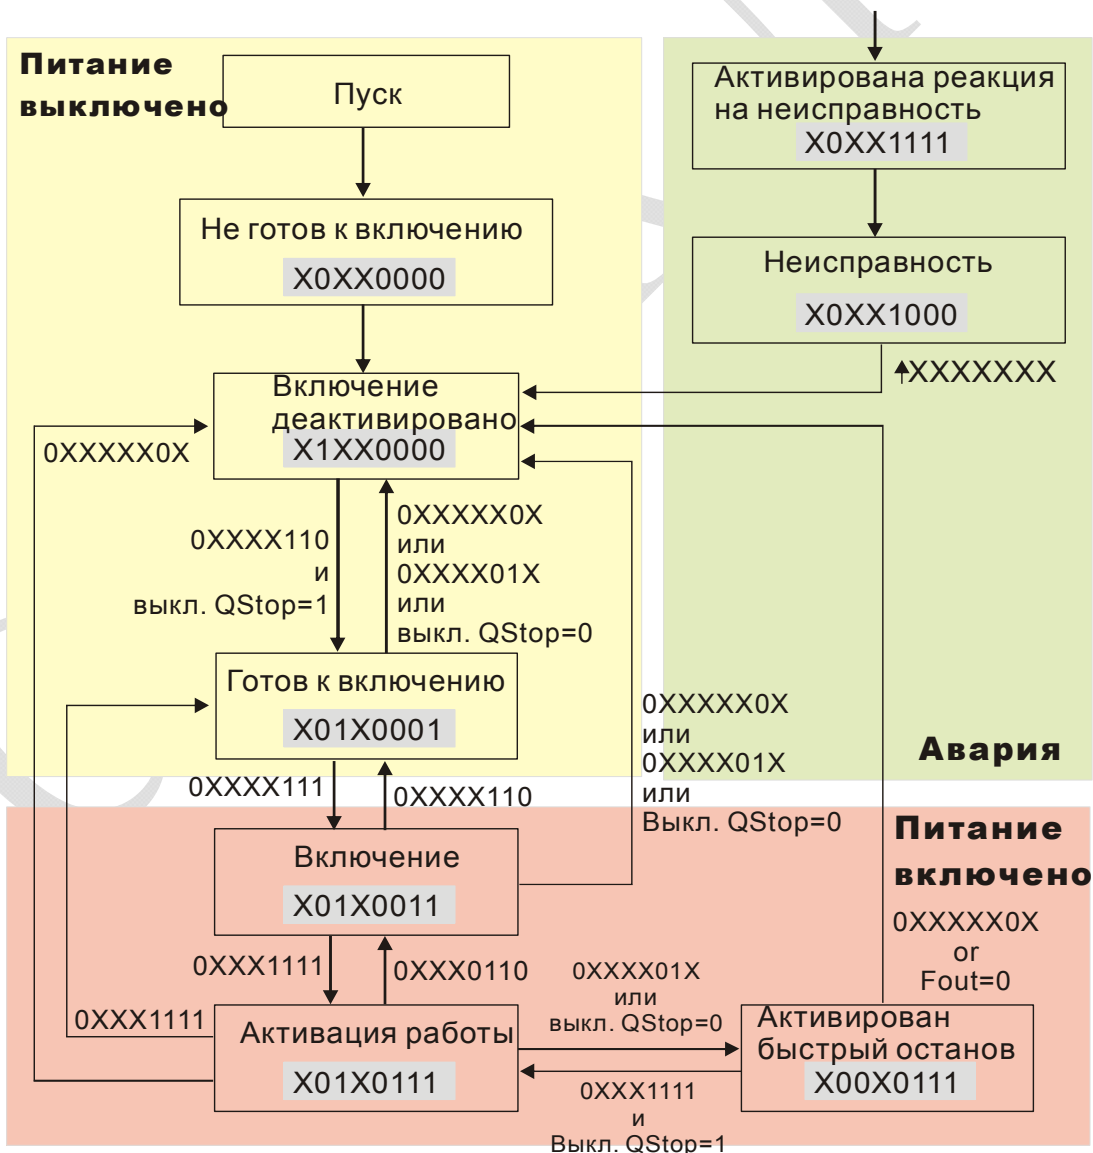 Питание
выключено
Пуск
Не готов к включению
X0XX0000
Включение
деактивировано
X1XX0000
0XXXXX0X
0XXXX110
и
выкл. QStop=1
0XXXXX0X
или
0XXXX01X
или
выкл. QStop=0
Готов к включению
X01X0001
0XXXX111
0XXXX110
Активирована реакция
на неисправность
X0XX1111
Неисправность
X0XX1000
XXXXXXX
Авария
0XXXXX0X
или
0XXXX01X
или
Выкл. QStop=0
Питание
включено
Включение
X01X0011
0XXX1111
0XXX0110
0XXX1111
Активация работы
X01X0111
0XXXX01X
или
выкл. QStop=0
0XXXXX0X
or
Fout=0
Активирован
быстрый останов
X00X0111
0XXX1111
и
Выкл. QStop=1